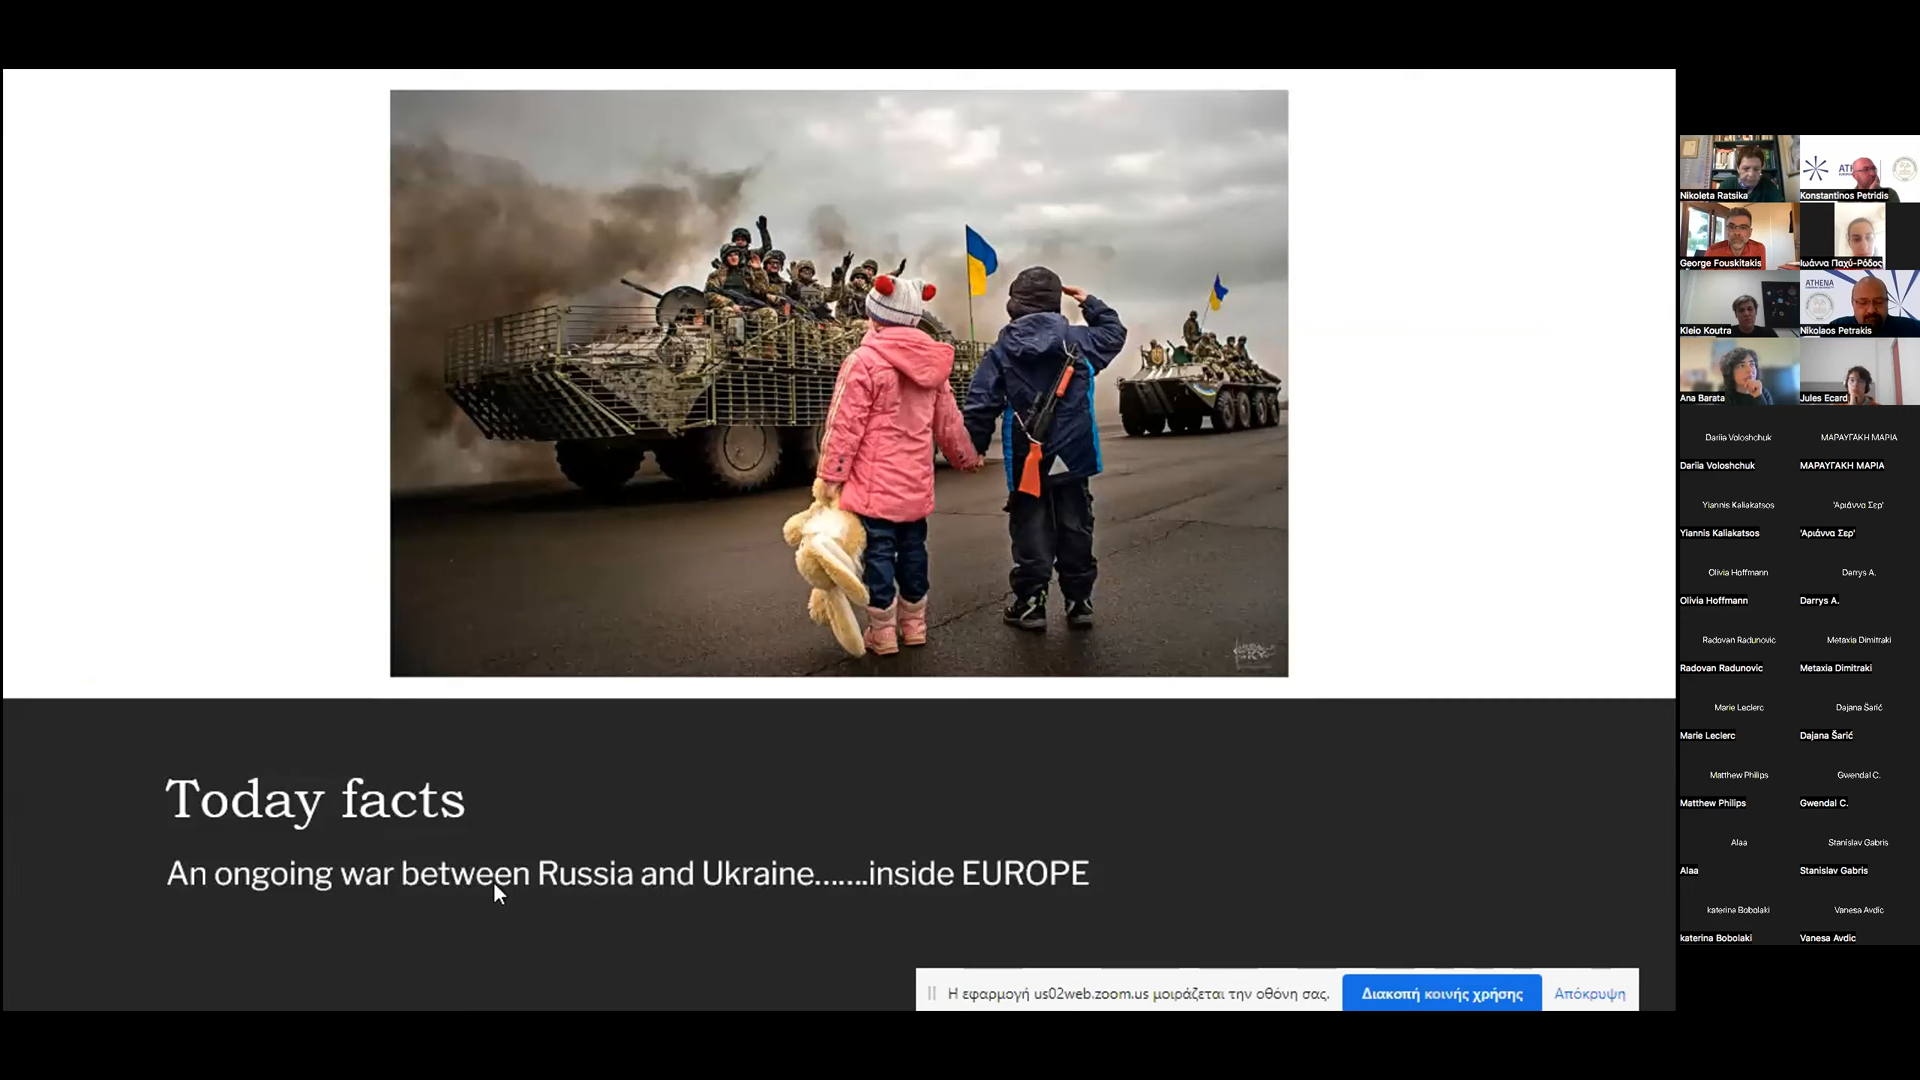 Today facts
An ongoing war between Russia and Ukraine.......inside EUROPE
Η εφαρμογή us02web.zoom.us μοιράζεται την οθόνη σας.
Διακοπή κοινής χρήσης
Απόκρυψη
Nikoleta Ratsika
Konstantinos Petridis
George Fouskitakis
Ιωάννα Παχύ-Ρόδος
Kleio Koutra
ATHENA
Nikolaos Petrakis
Ana Barata
Jules Ecard
Dariia Voloshchuk
ΜΑΡΑΥΓΑΚΗ ΜΑΡΙΑ
Dariia Voloshchuk
ΜΑΡΑΥΓΑΚΗ ΜΑΡΙΑ
Yiannis Kaliakatsos
'Αριάννα Σερ'
Yiannis Kaliakatsos
'Αριάννα Σερ'
Olivia Hoffmann
Darrys A.
Olivia Hoffmann
Darrys A.
Radovan Radunovic
Metaxia Dimitraki
Radovan Radunovic
Metaxia Dimitraki
Marie Leclerc
Dajana Šarić
Marie Leclerc
Dajana Šarić
Matthew Philips
Gwendal C.
Matthew Philips
Gwendal C.
Alaa
Stanislav Gabris
Alaa
Stanislav Gabris
katerina Bobolaki
Vanesa Avdic
katerina Bobolaki
Vanesa Avdic